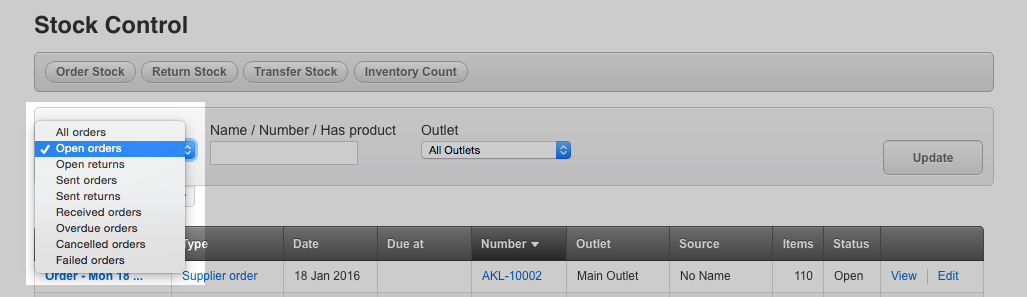 Stock Control
Order Stock Return Stock Transfer Stock Inventory Count
Name / Number / Has product Outlet
All orders
✓ Open orders
Open returns
Sent orders
Sent returns
Received orders
Overdue orders
Cancelled orders
Failed orders
All Outlets
Update
Type Date Due at Number Outlet Source Items Status
Order - Mon 18 ... Supplier order 18 Jan 2016 AKL-10002 Main Outlet No Name 110 Open View Edit